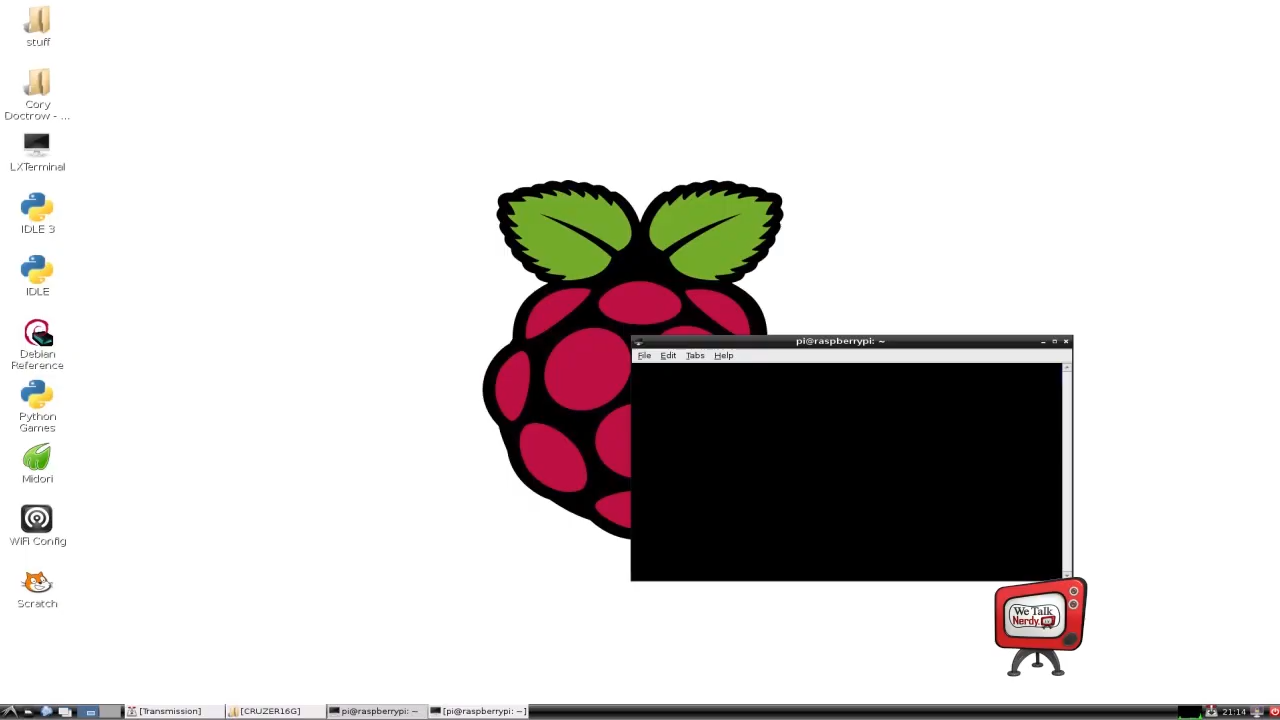 stuff
Cory
Doctrow - ...
LXTerminal
IDLE 3
IDLE
Debian
Reference
Python
Games
Midori
WiFi Config
Scratch
pi@raspberrypi: ~
File Edit Tabs Help
We Talk
Nerdy
[Transmission]
[CRUZER16G]
pi@raspberrypi: ~
[pi@raspberrypi: ~]
21:14